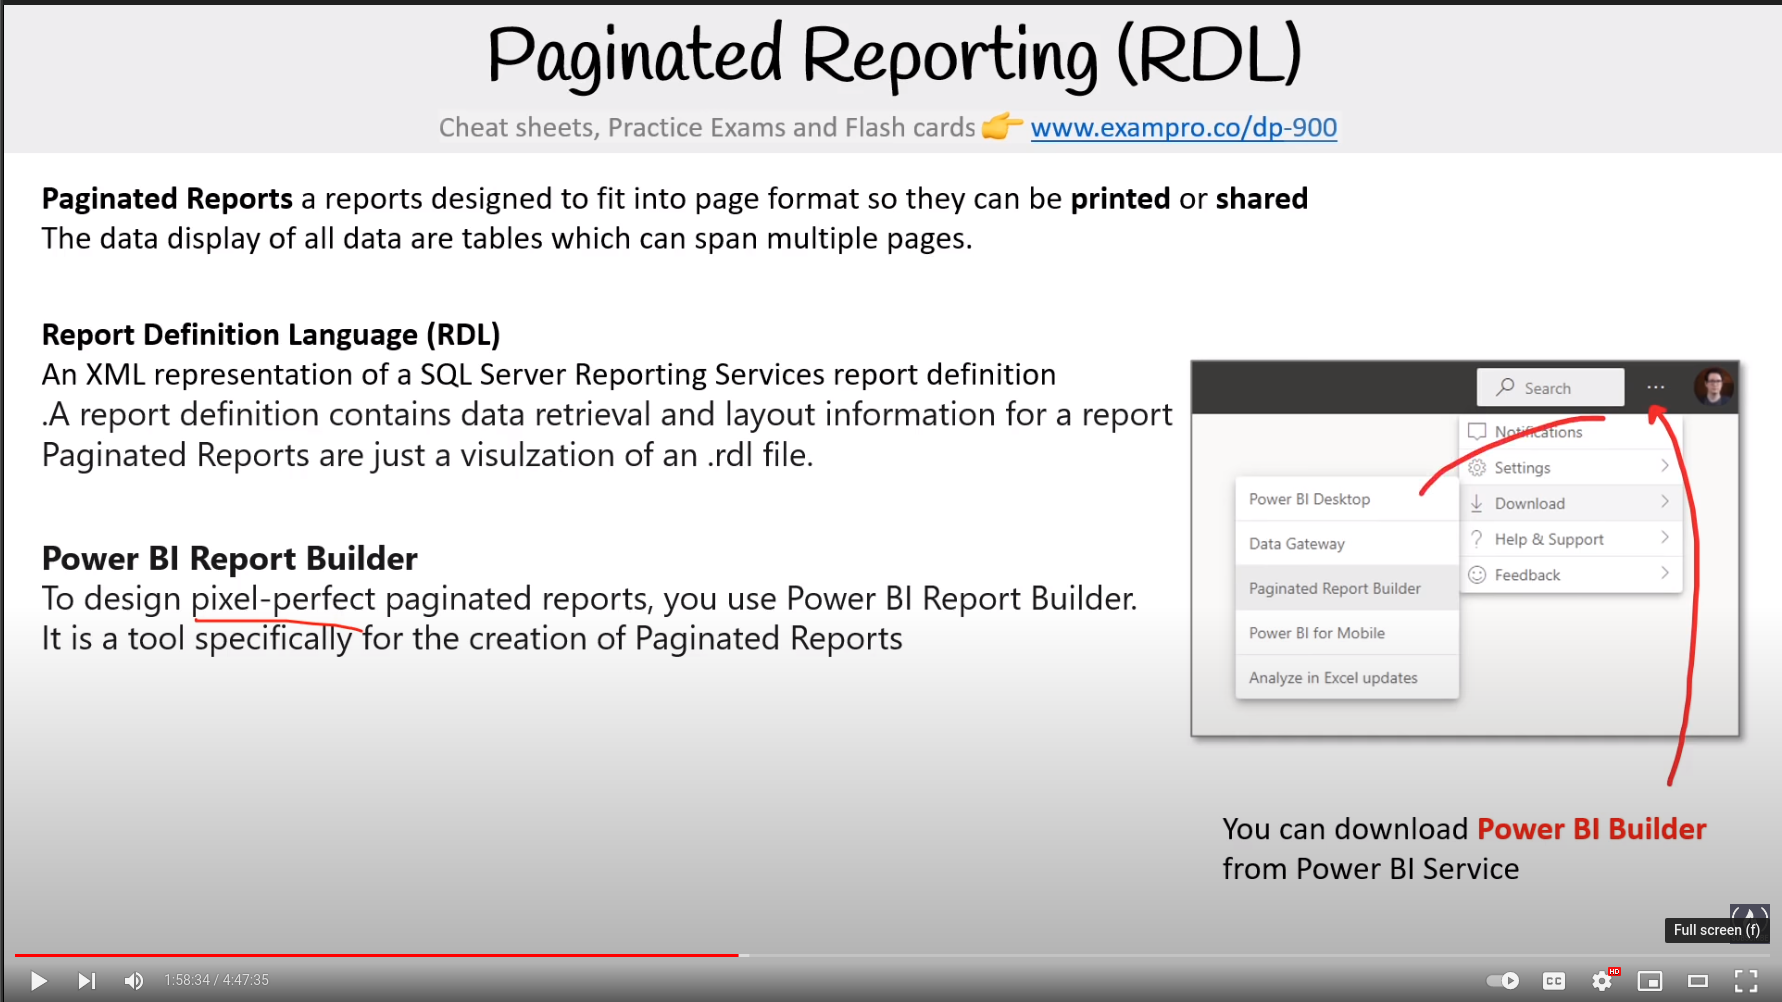 Paginated Reporting (RDL)
Cheat sheets, Practice Exams and Flash cards 👉 www.exampro.co/dp-900
Paginated Reports a reports designed to fit into page format so they can be printed or shared
The data display of all data are tables which can span multiple pages.
Report Definition Language (RDL)
An XML representation of a SQL Server Reporting Services report definition
.A report definition contains data retrieval and layout information for a report
Paginated Reports are just a visulzation of an .rdl file.
Power BI Report Builder
To design pixel-perfect paginated reports, you use Power BI Report Builder.
It is a tool specifically for the creation of Paginated Reports
Search
Notifications
Settings
Download
Help & Support
Feedback
Power BI Desktop
Data Gateway
Paginated Report Builder
Power BI for Mobile
Analyze in Excel updates
You can download Power BI Builder
from Power BI Service
Full screen (f)
1:58:34 / 4:47:35
CC
HD